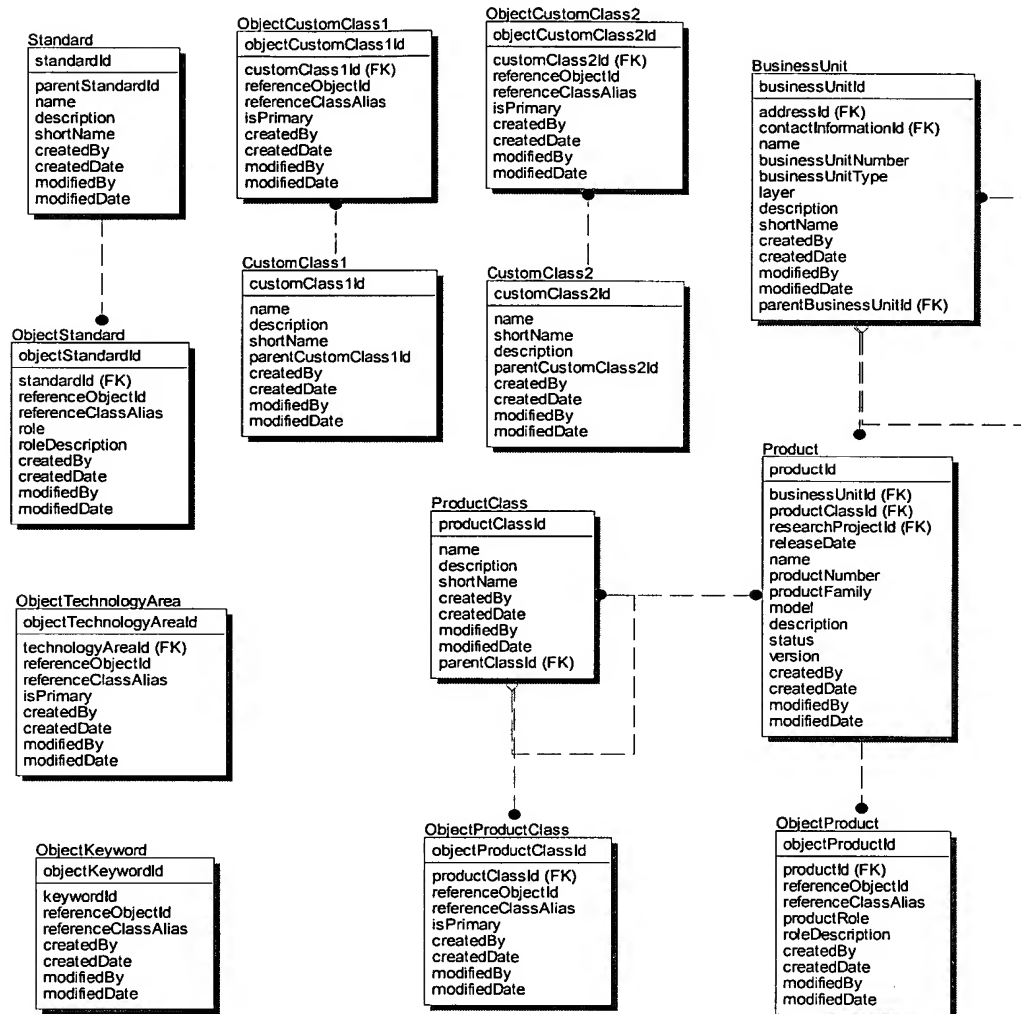 Standard
standardId
parentStandardId
name
description
shortName
createdBy
createdDate
modifiedBy
modifiedDate
ObjectCustomClass1
objectCustomClass1Id
customClass1Id (FK)
referenceObjectId
referenceClassAlias
isPrimary
createdBy
createdDate
modifiedBy
modifiedDate
ObjectCustomClass2
objectCustomClass2Id
customClass2Id (FK)
referenceObjectId
referenceClassAlias
isPrimary
createdBy
createdDate
modifiedBy
modifiedDate
BusinessUnit
businessUnitId
addressId (FK)
contactInformationId (FK)
name
businessUnitNumber
businessUnitType
layer
description
shortName
createdBy
createdDate
modifiedBy
modifiedDate
parentBusinessUnitId (FK)
CustomClass1
customClass1Id
name
description
shortName
parentCustomClass1Id
createdBy
createdDate
modifiedBy
modifiedDate
CustomClass2
customClass2Id
name
shortName
description
parentCustomClass2Id
createdBy
createdDate
modifiedBy
modifiedDate
ObjectStandard
objectStandardId
standardId (FK)
referenceObjectId
referenceClassAlias
role
roleDescription
createdBy
createdDate
modifiedBy
modifiedDate
Product
productId
businessUnitId (FK)
productClassId (FK)
researchProjectId (FK)
releaseDate
name
productNumber
productFamily
model
description
status
version
createdBy
createdDate
modifiedBy
modifiedDate
ProductClass
productClassId
name
description
shortName
createdBy
createdDate
modifiedBy
modifiedDate
parentClassId (FK)
ObjectTechnologyArea
objectTechnologyAreaId
technologyAreaId (FK)
referenceObjectId
referenceClassAlias
isPrimary
createdBy
createdDate
modifiedBy
modifiedDate
ObjectProductClass
objectProductClassId
productClassId (FK)
referenceObjectId
referenceClassAlias
isPrimary
createdBy
createdDate
modifiedBy
modifiedDate
ObjectProduct
objectProductId
productId (FK)
referenceObjectId
referenceClassAlias
productRole
roleDescription
createdBy
createdDate
modifiedBy
modifiedDate
ObjectKeyword
objectKeywordId
keywordId
referenceObjectId
referenceClassAlias
createdBy
createdDate
modifiedBy
modifiedDate